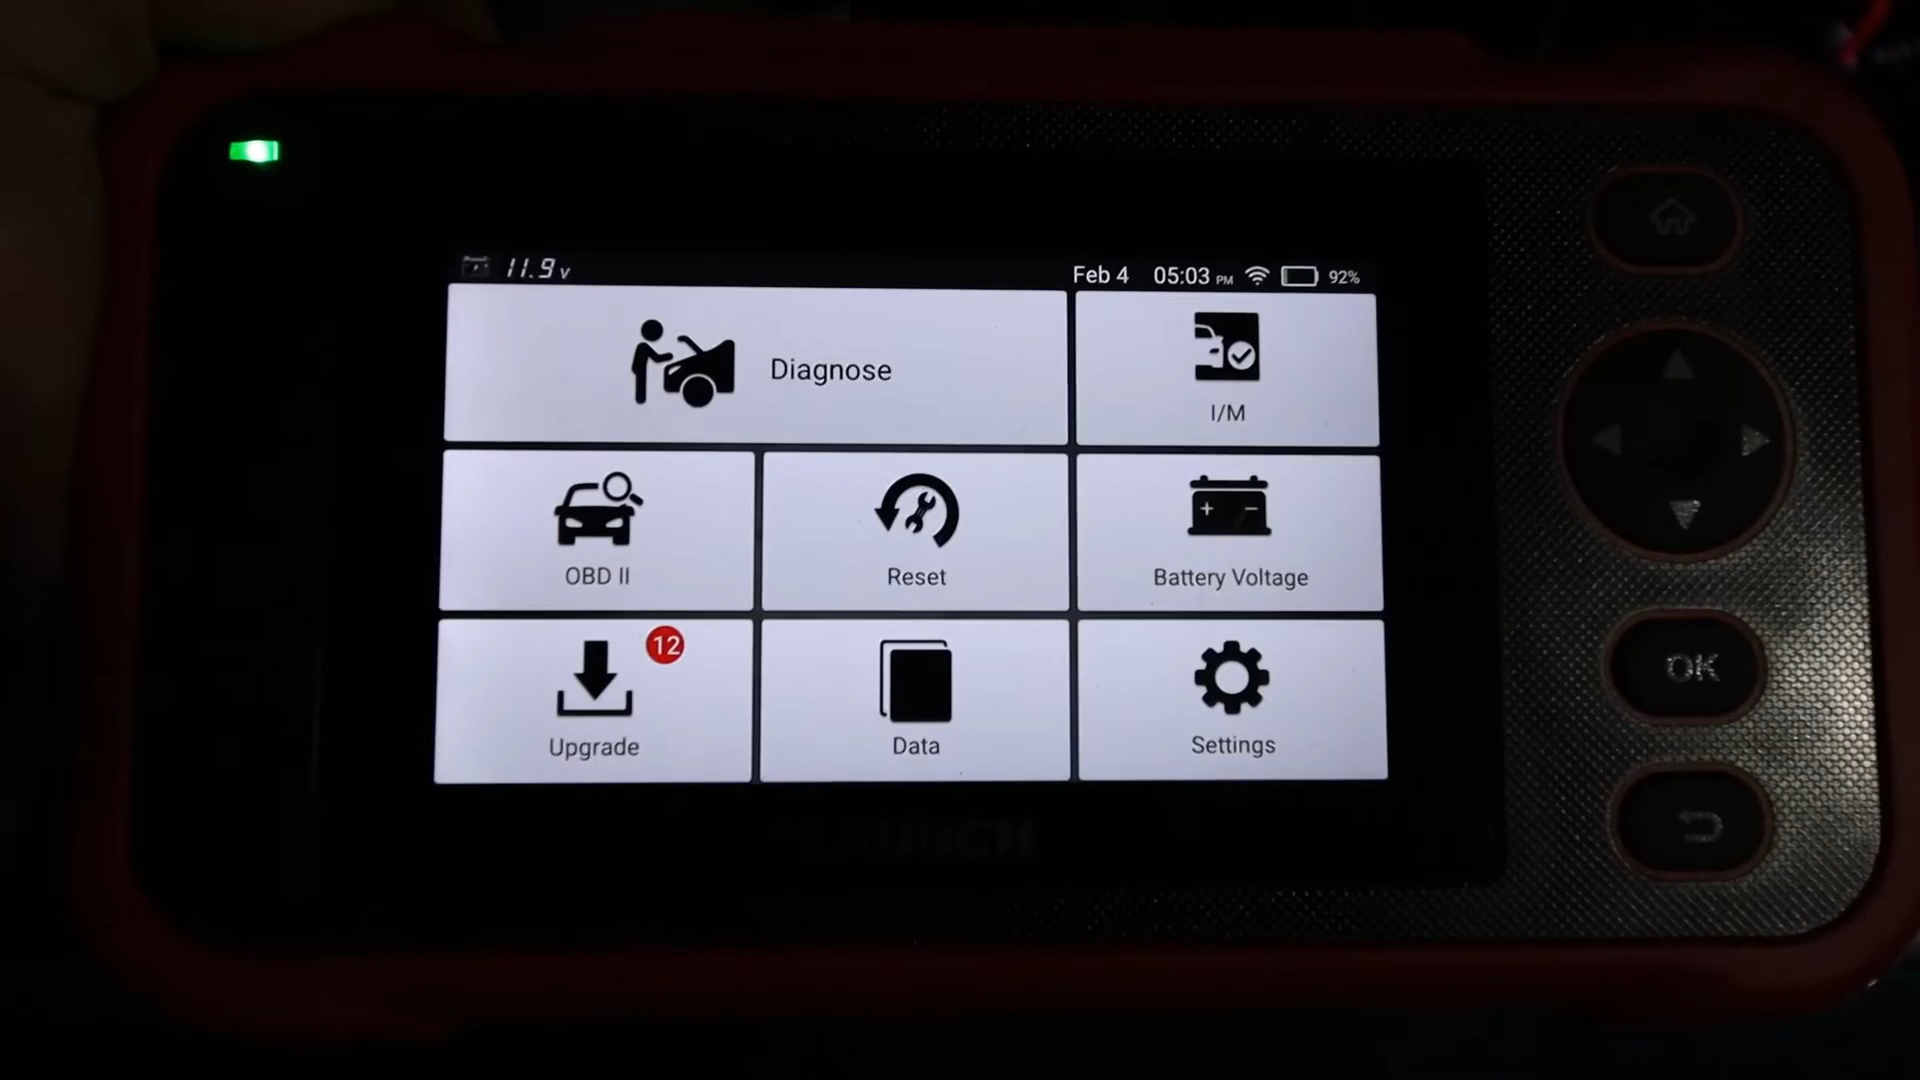 11.9 v
Feb 4 05:03 PM 92%
Diagnose
I/M
OBD II
Reset
Battery Voltage
12
Upgrade
Data
Settings
LAUNCH
OK